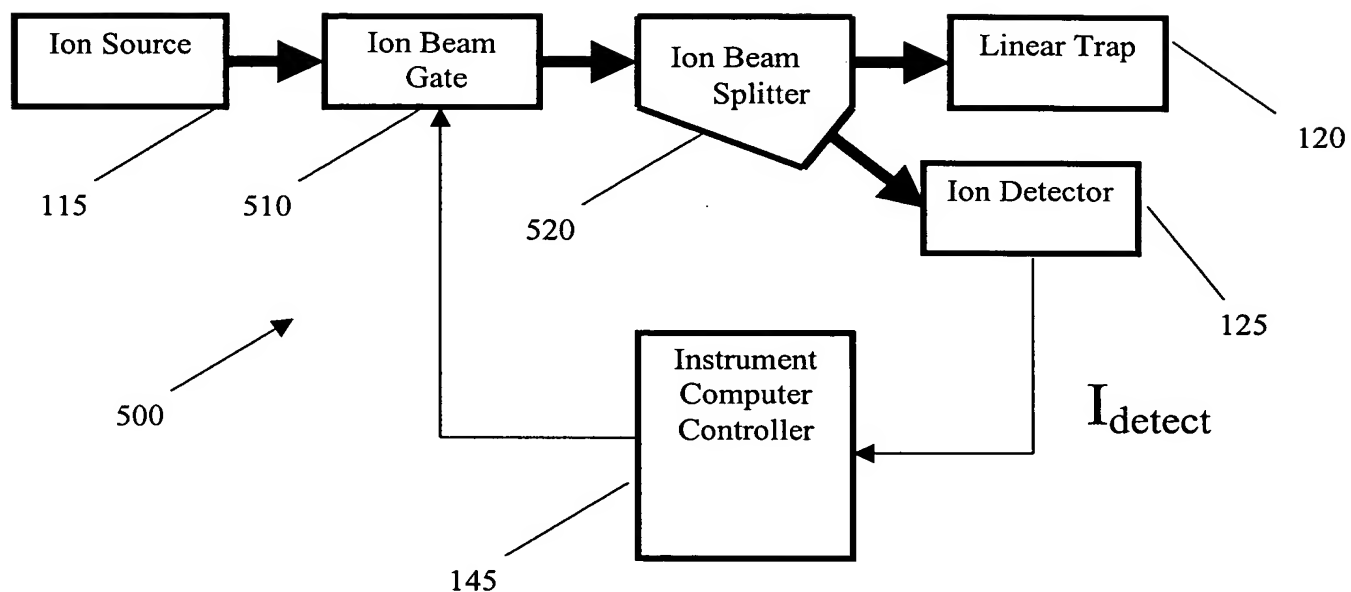 Ion Source
Ion Beam
Gate
Ion Beam
Splitter
Linear Trap
120
Ion Detector
115
510
520
125
Instrument
Computer
Controller
I_detect
500
145